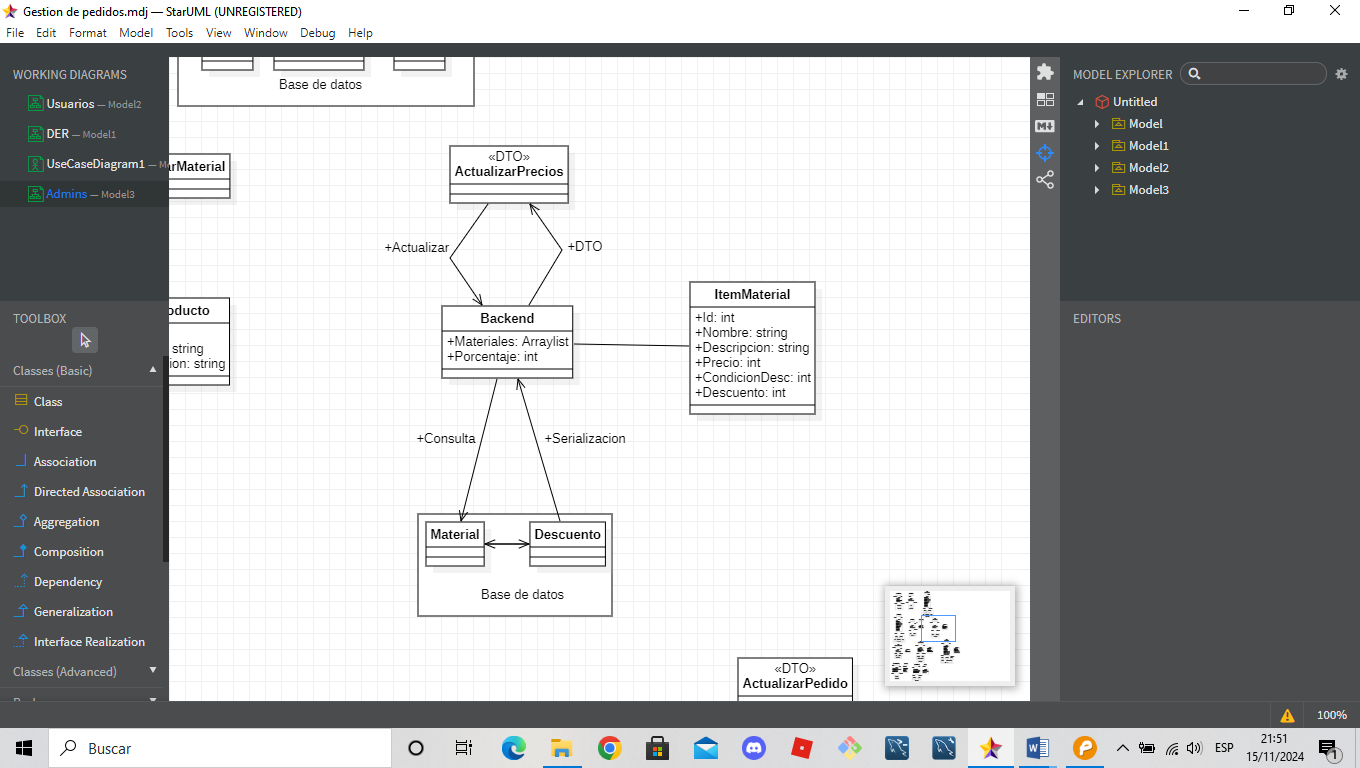 Gestion de pedidos.mdj — StarUML (UNREGISTERED)
File Edit Format Model Tools View Window Debug Help
WORKING DIAGRAMS
Usuarios — Model2
DER — Model1
UseCaseDiagram1 — Mo
Admins — Model3
TOOLBOX
Classes (Basic)
Class
Interface
Association
Directed Association
Aggregation
Composition
Dependency
Generalization
Interface Realization
Classes (Advanced)
Base de datos
arMaterial
oducto
string
ion: string
«DTO»
ActualizarPrecios
+Actualizar
+DTO
Backend
+Materiales: Arraylist
+Porcentaje: int
ItemMaterial
+Id: int
+Nombre: string
+Descripcion: string
+Precio: int
+CondicionDesc: int
+Descuento: int
+Consulta
+Serializacion
Material
Descuento
Base de datos
«DTO»
ActualizarPedido
MODEL EXPLORER
Untitled
Model
Model1
Model2
Model3
EDITORS
100%
Buscar
ESP
21:51
15/11/2024
1